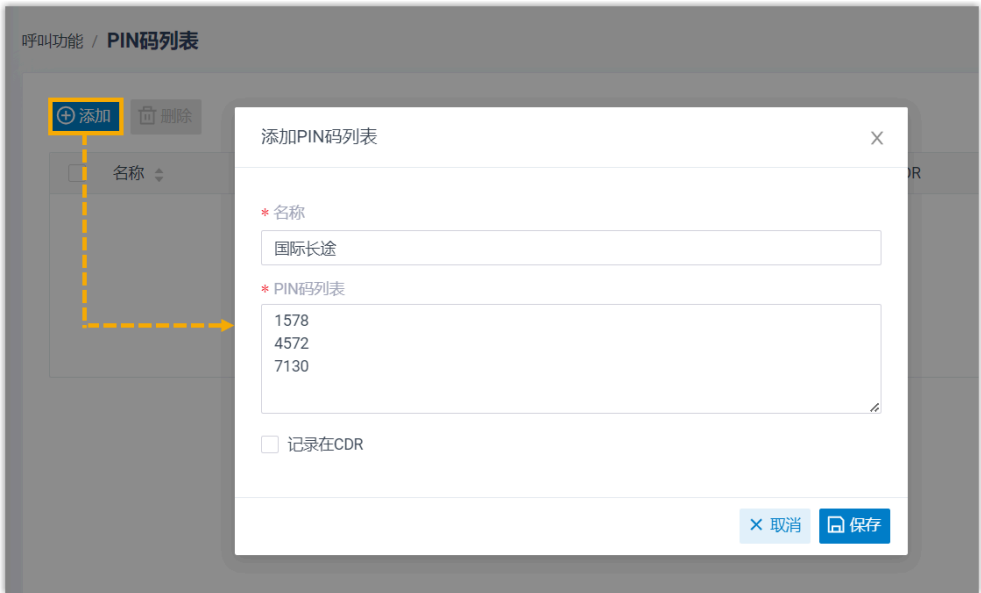 呼叫功能 / PIN码列表
添加 删除
添加PIN码列表
名称
* 名称
国际长途
* PIN码列表
1578
4572
7130
记录在CDR
取消 保存